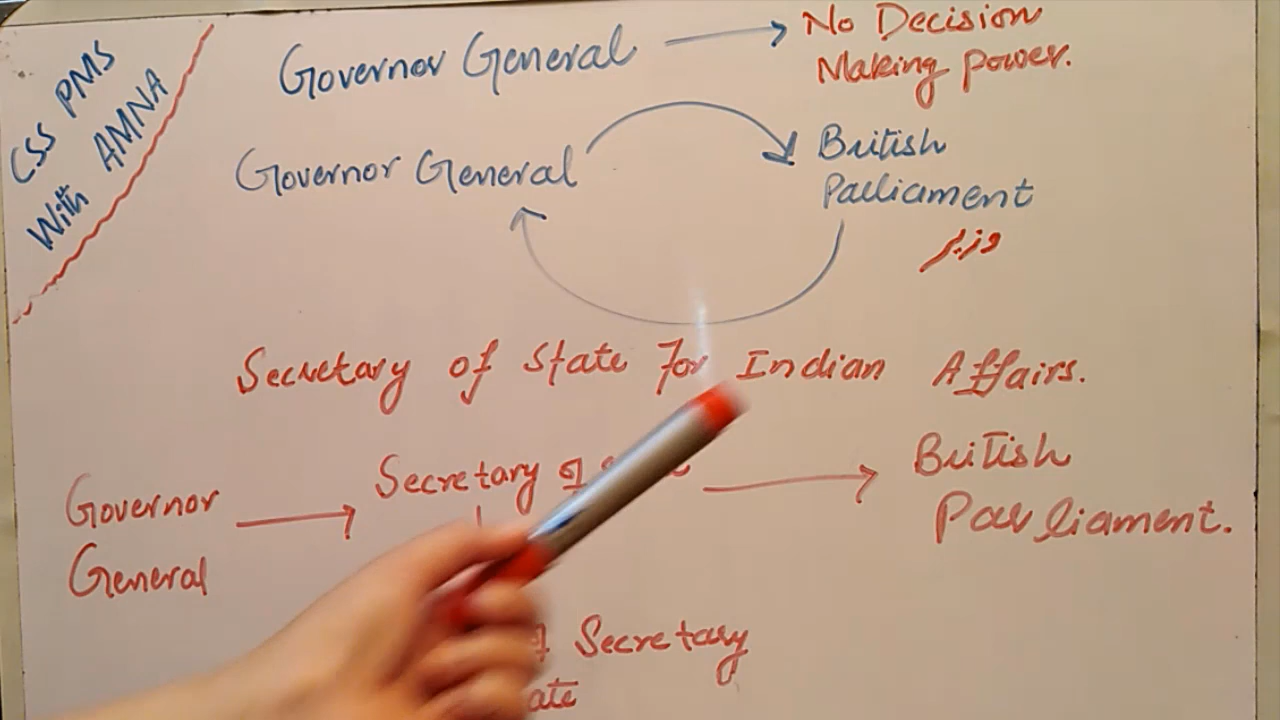 CSS PMS
With AMNA
Governor General
No Decision
Making power.
Governor General
British
Parliament
وزیر
Secretary of State For Indian Affairs.
Governor
General
Secretary of
British
Parliament.
Secretary